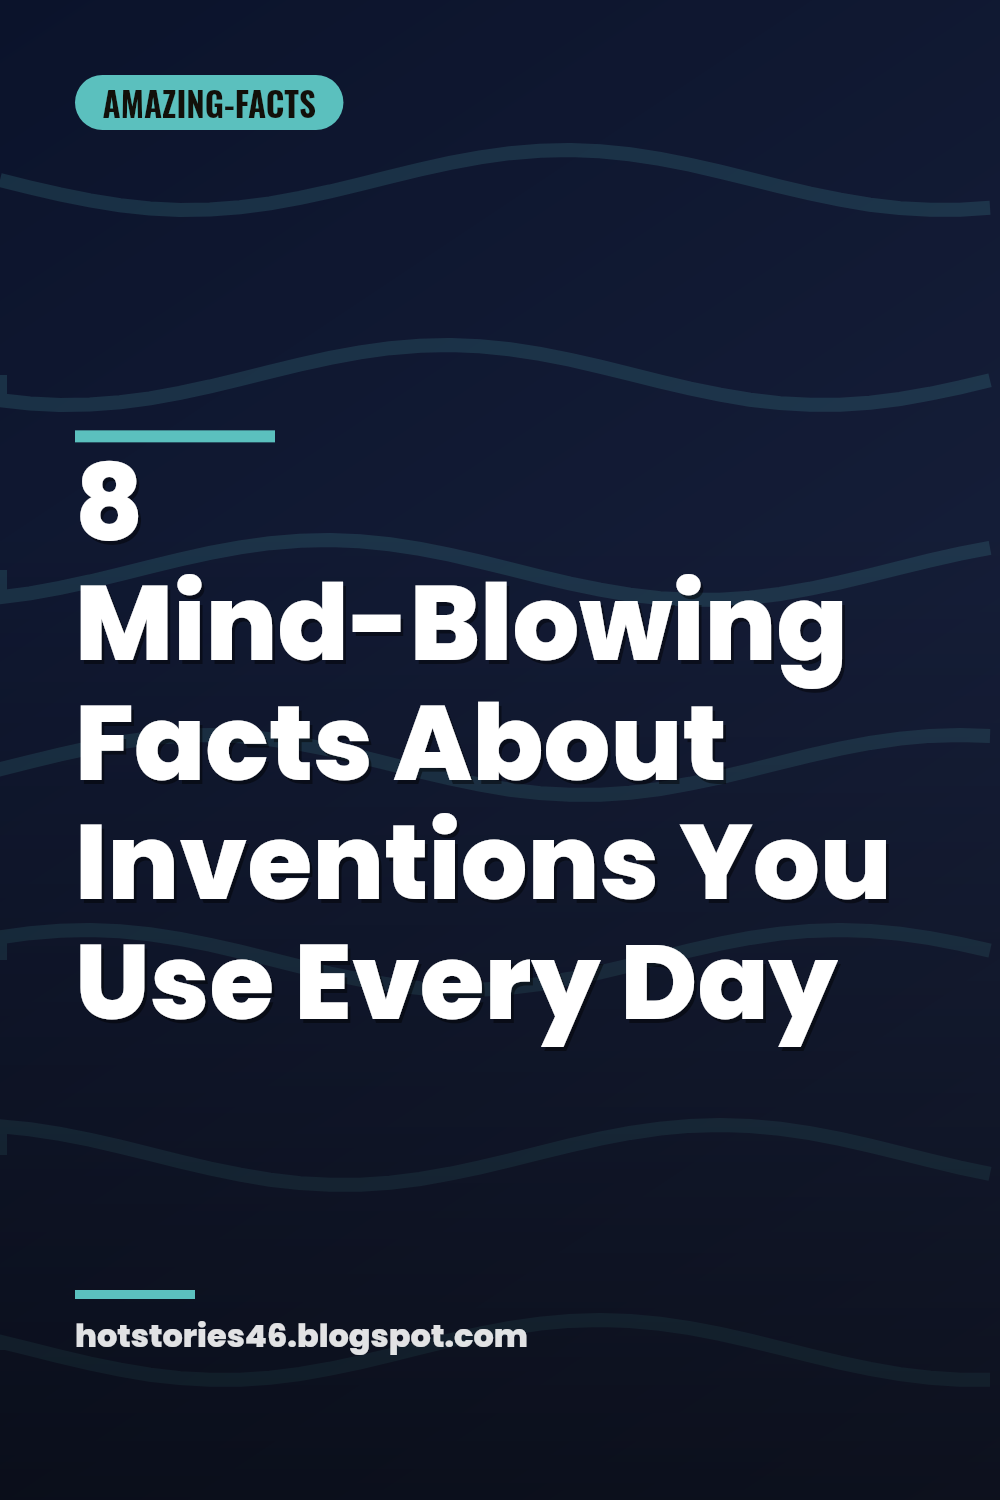 AMAZING-FACTS
8
Mind-Blowing
Facts About
Inventions You
Use Every Day
hotstories46.blogspot.com